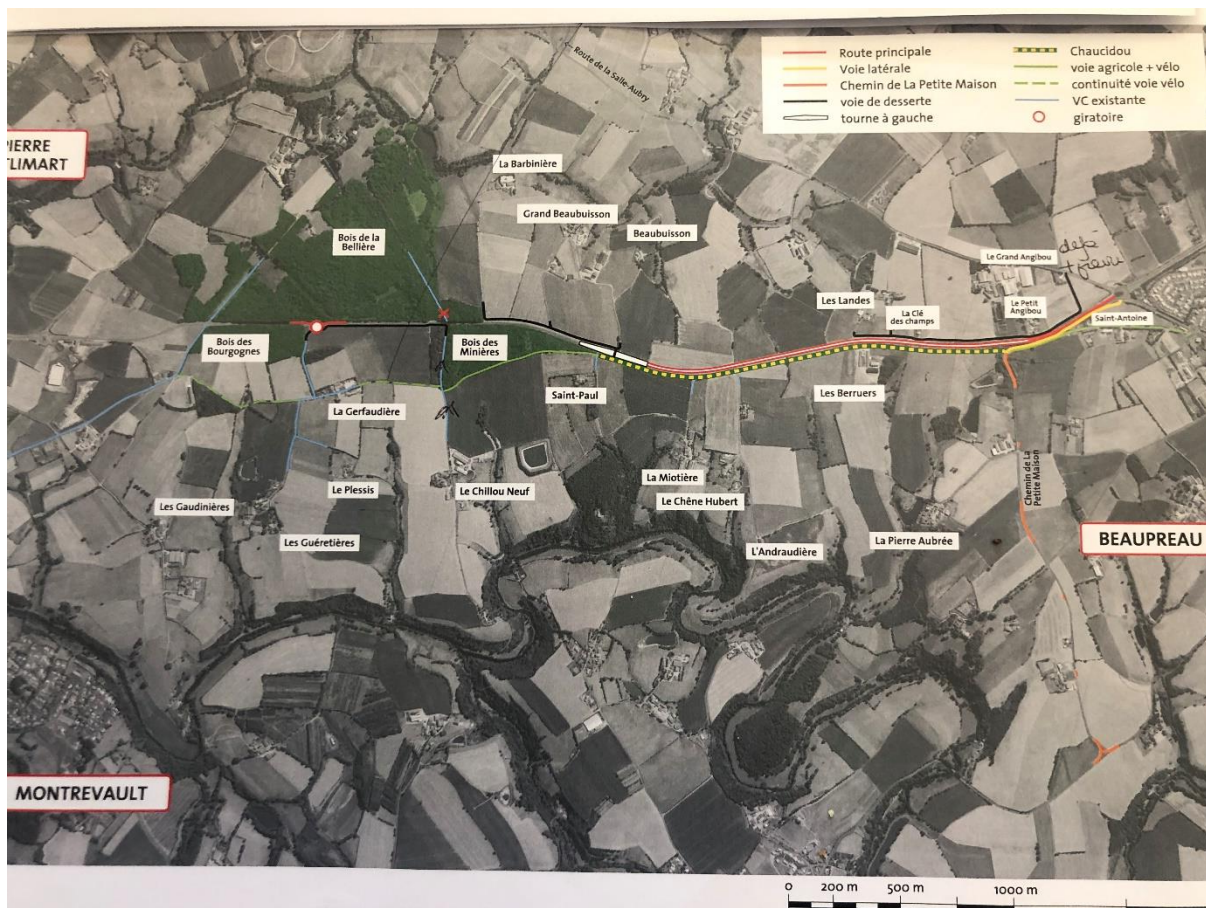 Route principale
Voie latérale
Chemin de La Petite Maison
voie de desserte
tourne à gauche
Chaucidou
voie agricole + vélo
continuité voie vélo
VC existante
giratoire
Route de la Salle-Aubry
PIERRE
TLIMART
La Barbinière
Grand Beaubuisson
Beaubuisson
Bois de la
Bellière
déjà
Le Grand Angibou
Les Landes
La Clé
des champs
Le Petit
Angibou
Saint-Antoine
Bois des
Bourgognes
Bois des
Minières
Saint-Paul
Les Berruers
La Gerfaudière
La Miotière
Le Chêne Hubert
Le Plessis
Le Chillou Neuf
Chemin de La
Petite Maison
Les Gaudinières
Les Guéretières
L'Andraudière
La Pierre Aubrée
BEAUPREAU
MONTREVAULT
0 200 m 500 m 1000 m